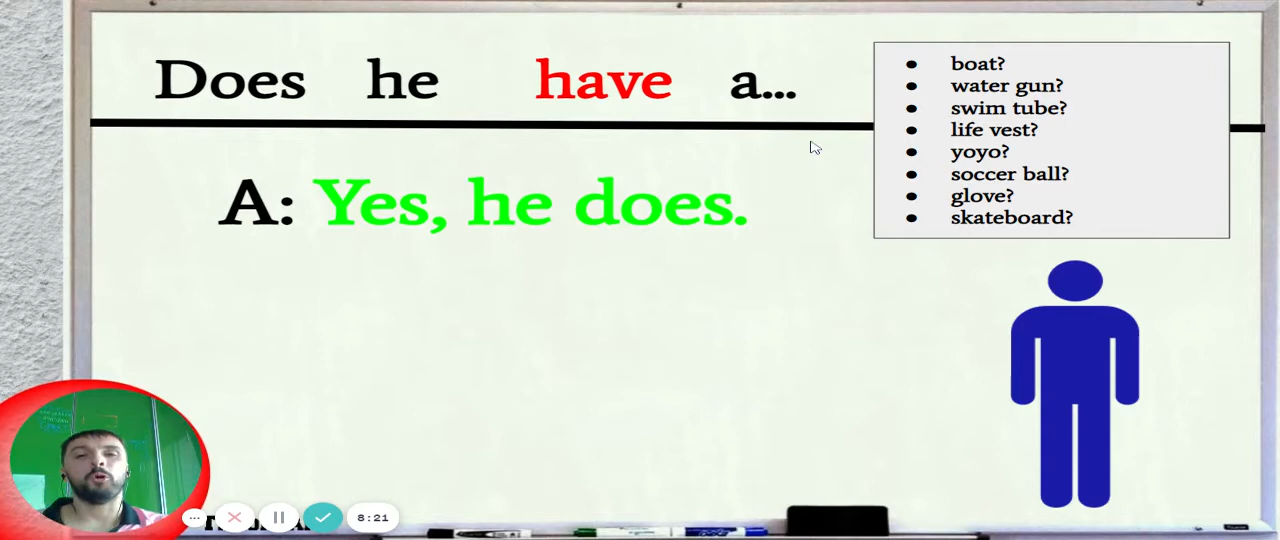 Does he have a...
• boat?
• water gun?
• swim tube?
• life vest?
• yoyo?
• soccer ball?
• glove?
• skateboard?
A: Yes, he does.
8:21